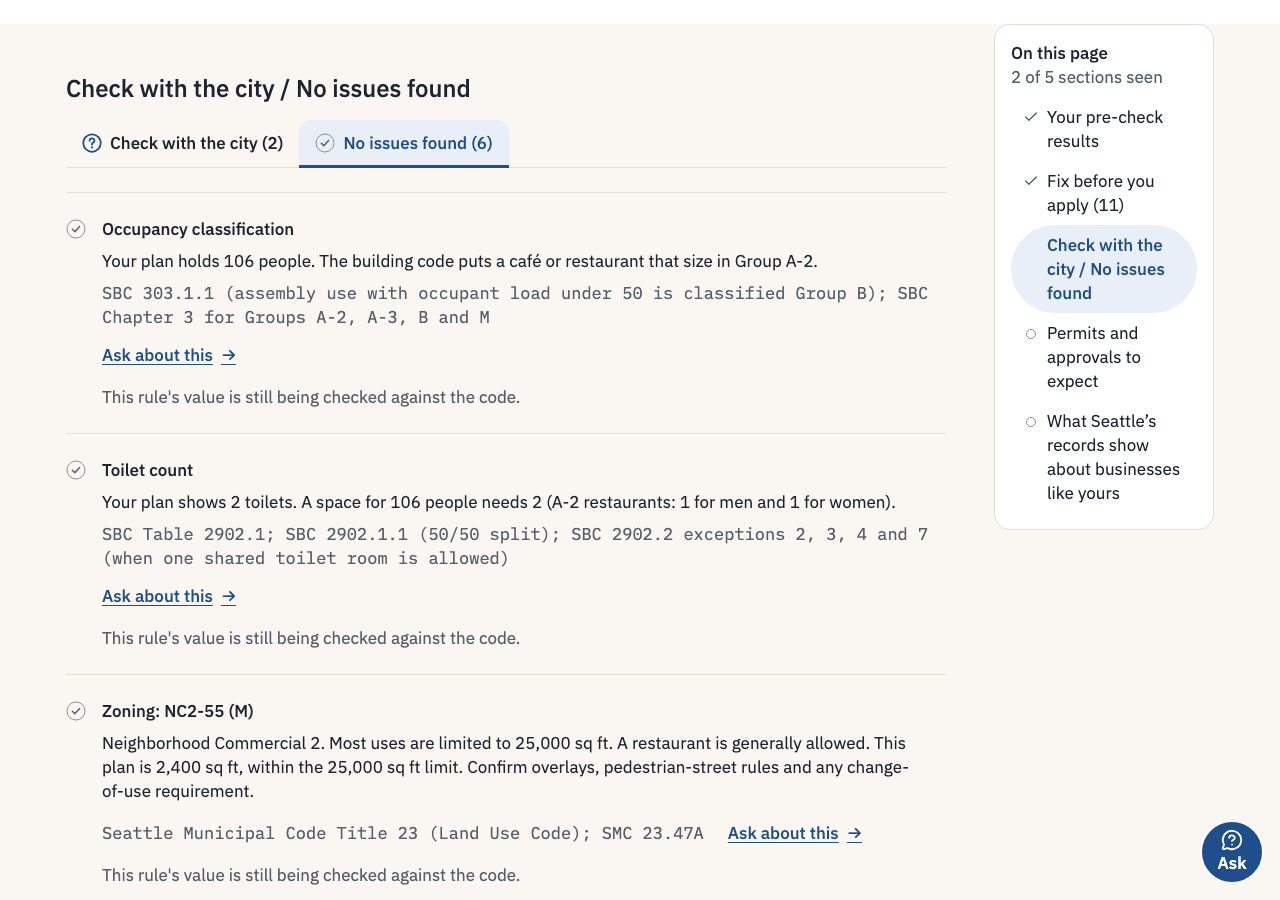 Check with the city / No issues found
Check with the city (2)
No issues found (6)
Occupancy classification
Your plan holds 106 people. The building code puts a café or restaurant that size in Group A-2.
SBC 303.1.1 (assembly use with occupant load under 50 is classified Group B); SBC
Chapter 3 for Groups A-2, A-3, B and M
Ask about this →
This rule's value is still being checked against the code.
Toilet count
Your plan shows 2 toilets. A space for 106 people needs 2 (A-2 restaurants: 1 for men and 1 for women).
SBC Table 2902.1; SBC 2902.1.1 (50/50 split); SBC 2902.2 exceptions 2, 3, 4 and 7
(when one shared toilet room is allowed)
Ask about this →
This rule's value is still being checked against the code.
Zoning: NC2-55 (M)
Neighborhood Commercial 2. Most uses are limited to 25,000 sq ft. A restaurant is generally allowed. This
plan is 2,400 sq ft, within the 25,000 sq ft limit. Confirm overlays, pedestrian-street rules and any change-
of-use requirement.
Seattle Municipal Code Title 23 (Land Use Code); SMC 23.47A Ask about this →
This rule's value is still being checked against the code.
On this page
2 of 5 sections seen
Your pre-check
results
Fix before you
apply (11)
Check with the
city / No issues
found
Permits and
approvals to
expect
What Seattle’s
records show
about businesses
like yours
Ask